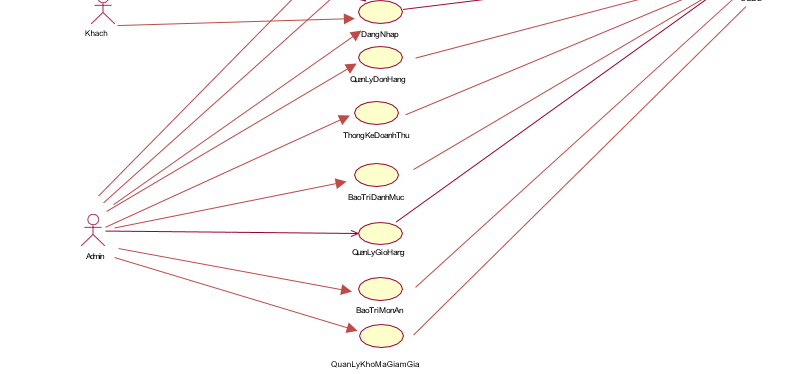 Khach
DangNhap
QuanLyDonHang
ThongKeDoanhThu
BaoTriDanhMuc
QuanLyGioHang
Admin
BaoTriMonAn
QuanLyKhoMaGiamGia